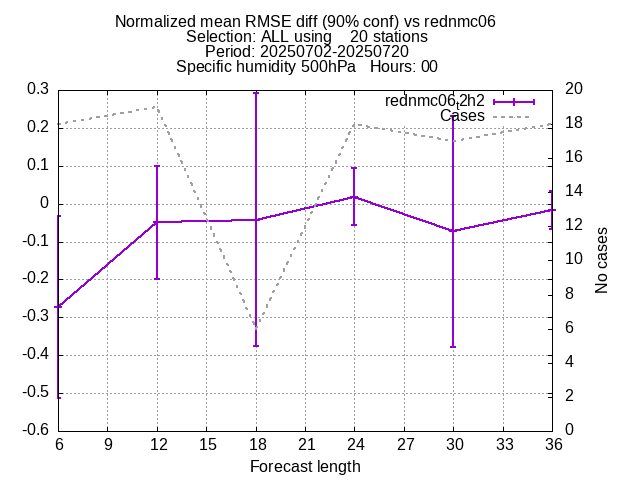 Normalized mean RMSE diff (90% conf) vs rednmc06
Selection: ALL using    20 stations
Period: 20250702-20250720
Specific humidity 500hPa   Hours: 00
rednmc06t2h2
Cases
0.3
0.2
0.1
0
-0.1
-0.2
-0.3
-0.4
-0.5
-0.6
20
18
16
14
12
10
8
6
4
2
0
No cases
6 9 12 15 18 21 24 27 30 33 36
Forecast length